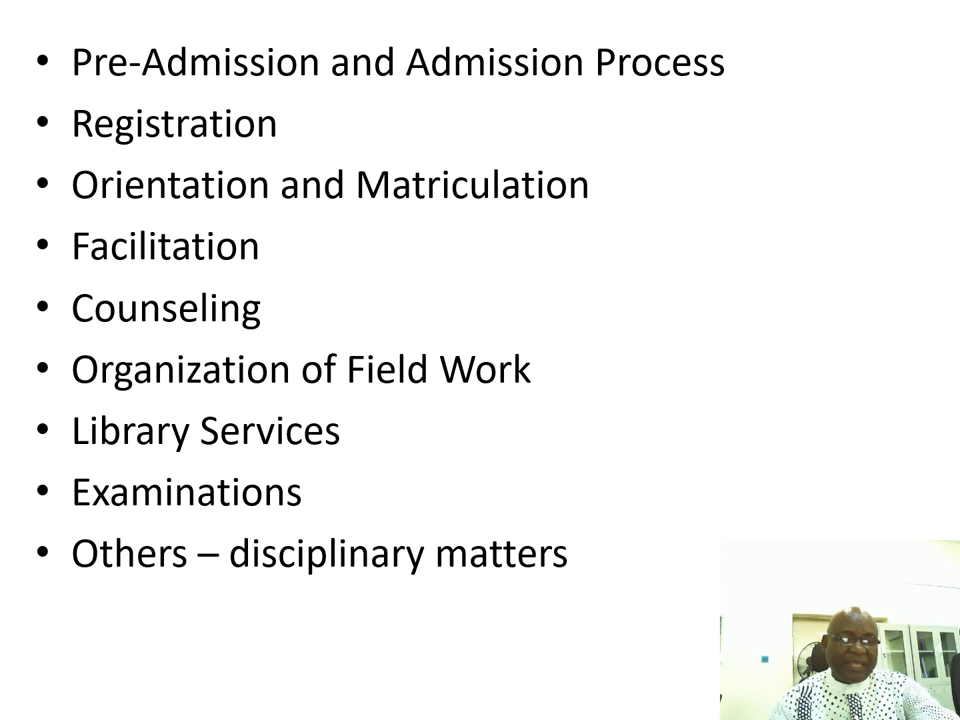 • Pre-Admission and Admission Process
• Registration
• Orientation and Matriculation
• Facilitation
• Counseling
• Organization of Field Work
• Library Services
• Examinations
• Others – disciplinary matters